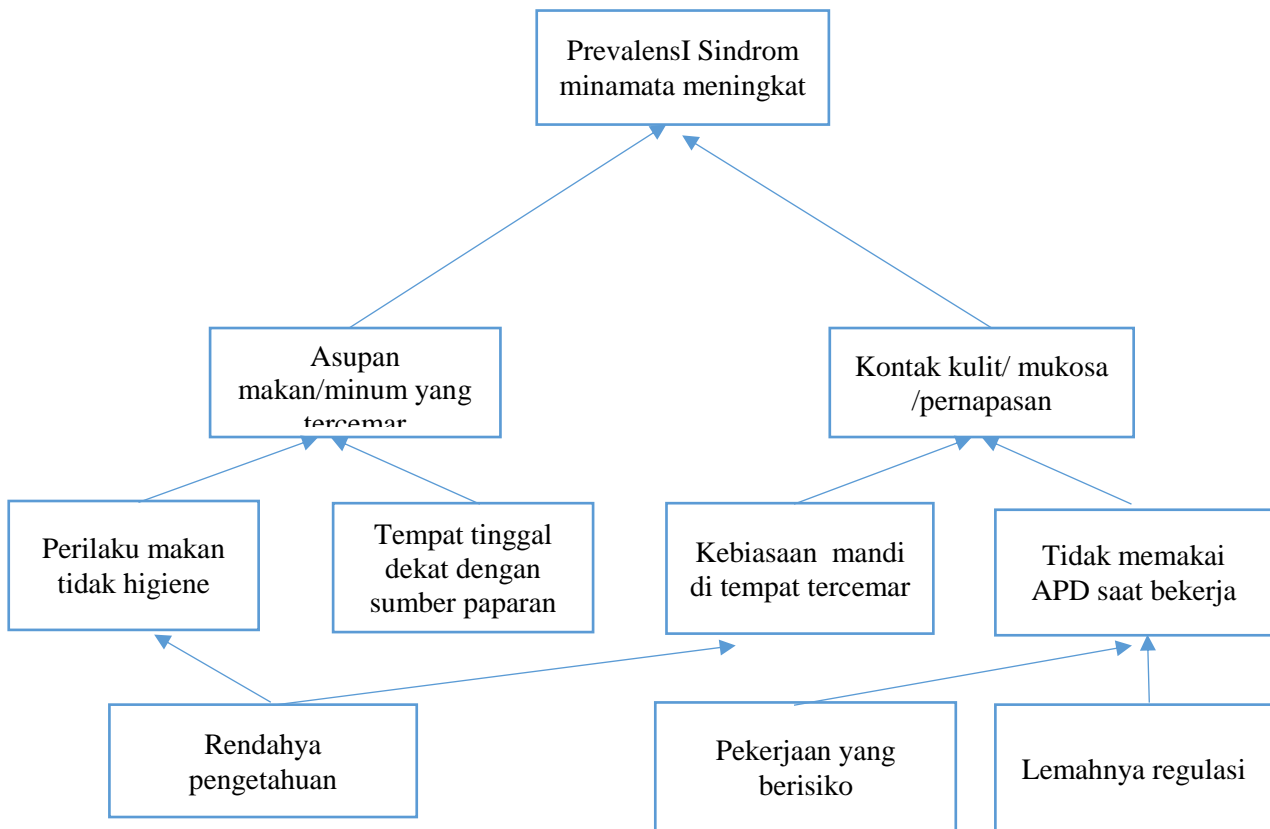 PrevalensI Sindrom
minamata meningkat
Asupan
makan/minum yang
tercemar
Kontak kulit/ mukosa
/pernapasan
Perilaku makan
tidak higiene
Tempat tinggal
dekat dengan
sumber paparan
Kebiasaan mandi
di tempat tercemar
Tidak memakai
APD saat bekerja
Rendahya
pengetahuan
Pekerjaan yang
berisiko
Lemahnya regulasi